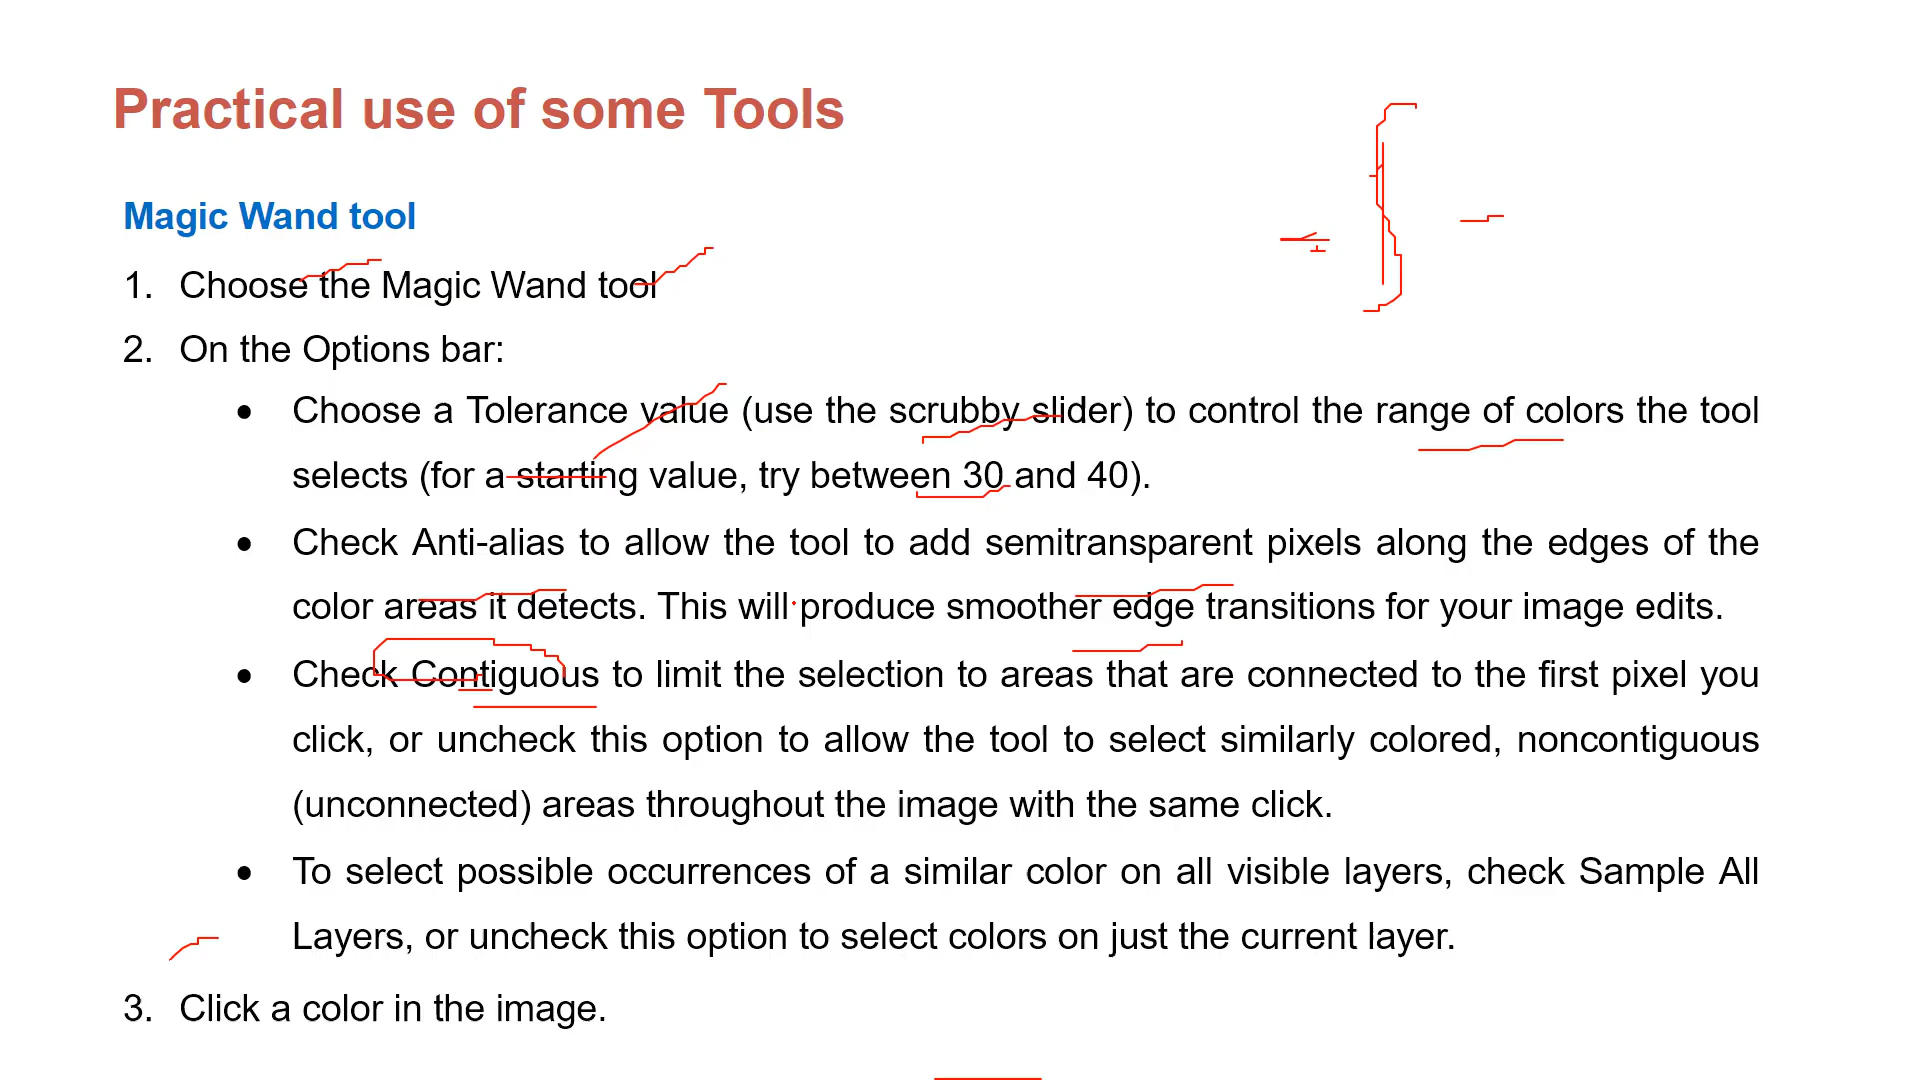 Practical use of some Tools
Magic Wand tool
1. Choose the Magic Wand tool
2. On the Options bar:
• Choose a Tolerance value (use the scrubby slider) to control the range of colors the tool
selects (for a starting value, try between 30 and 40).
• Check Anti-alias to allow the tool to add semitransparent pixels along the edges of the
color areas it detects. This will produce smoother edge transitions for your image edits.
• Check Contiguous to limit the selection to areas that are connected to the first pixel you
click, or uncheck this option to allow the tool to select similarly colored, noncontiguous
(unconnected) areas throughout the image with the same click.
• To select possible occurrences of a similar color on all visible layers, check Sample All
Layers, or uncheck this option to select colors on just the current layer.
3. Click a color in the image.